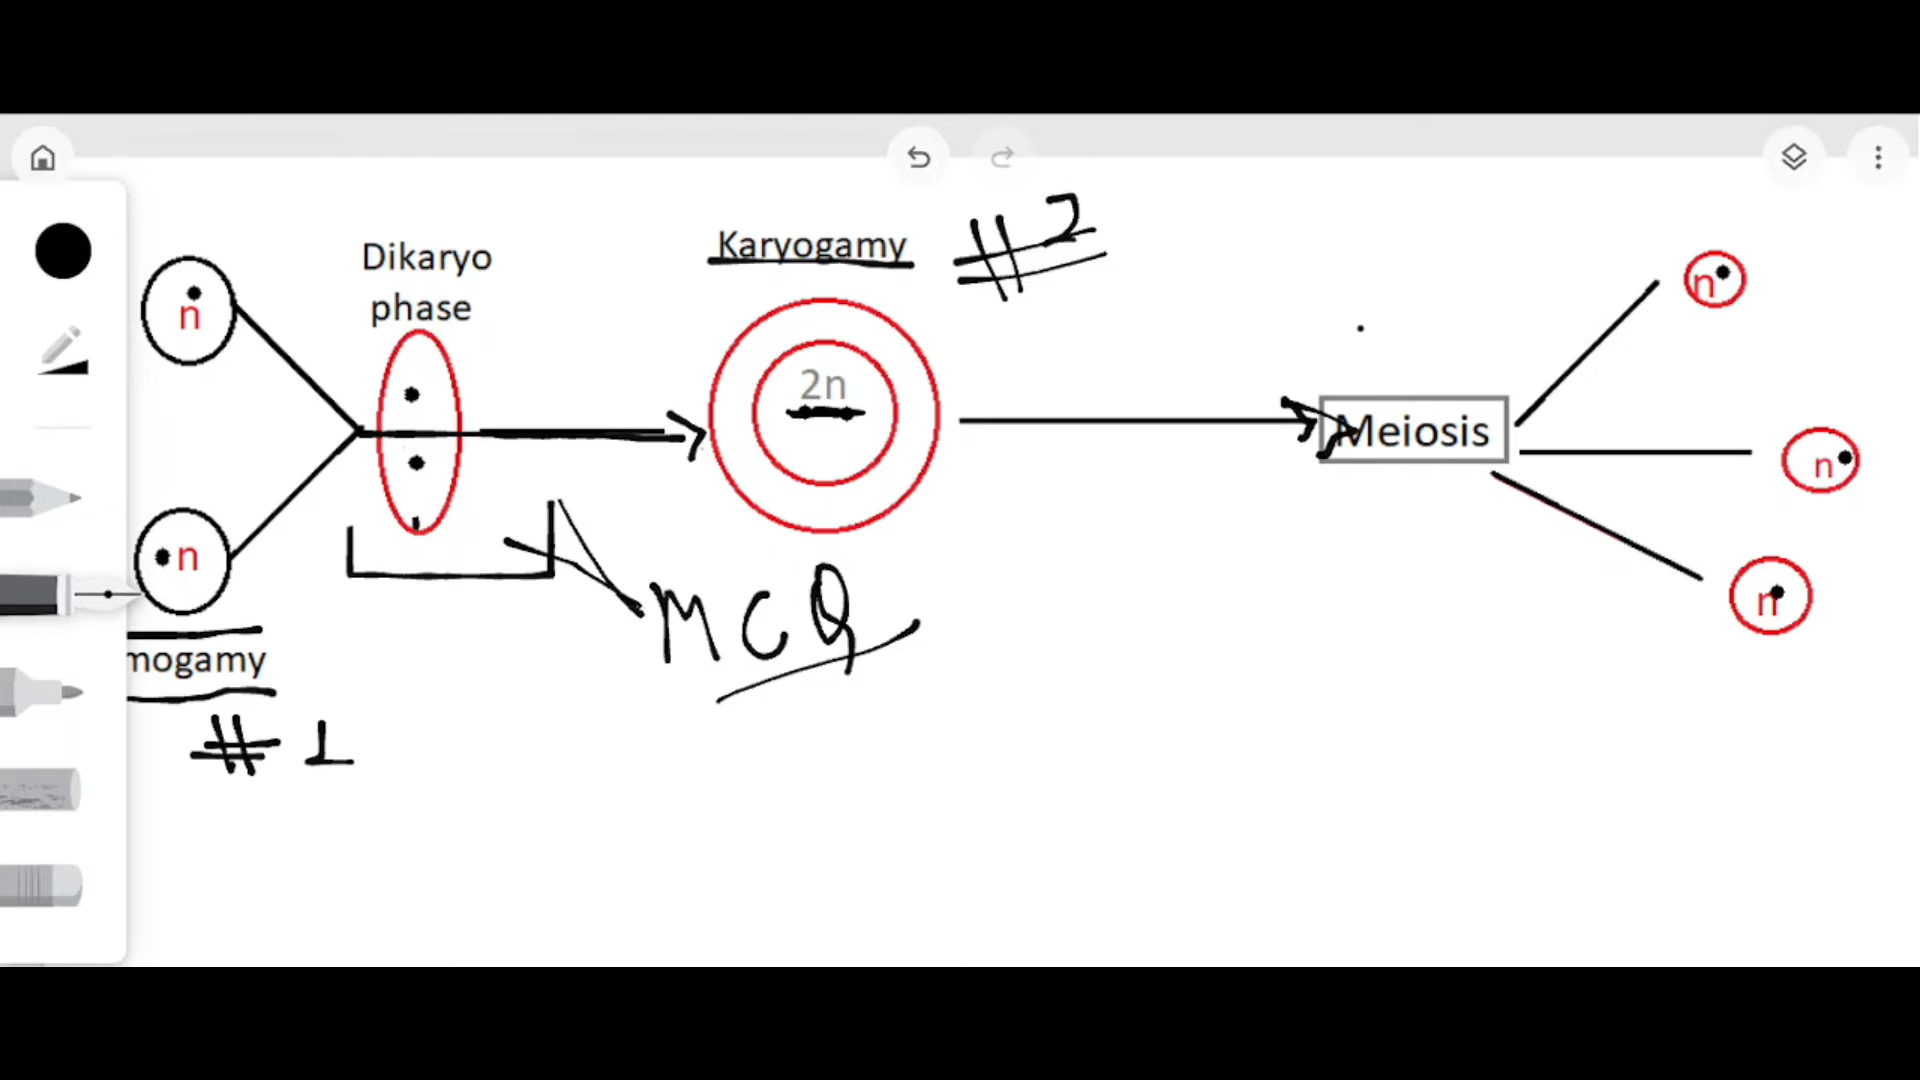 Dikaryo
phase
Karyogamy
#2
n
n
2n
Meiosis
n
n
n
mogamy
#1
MCQ